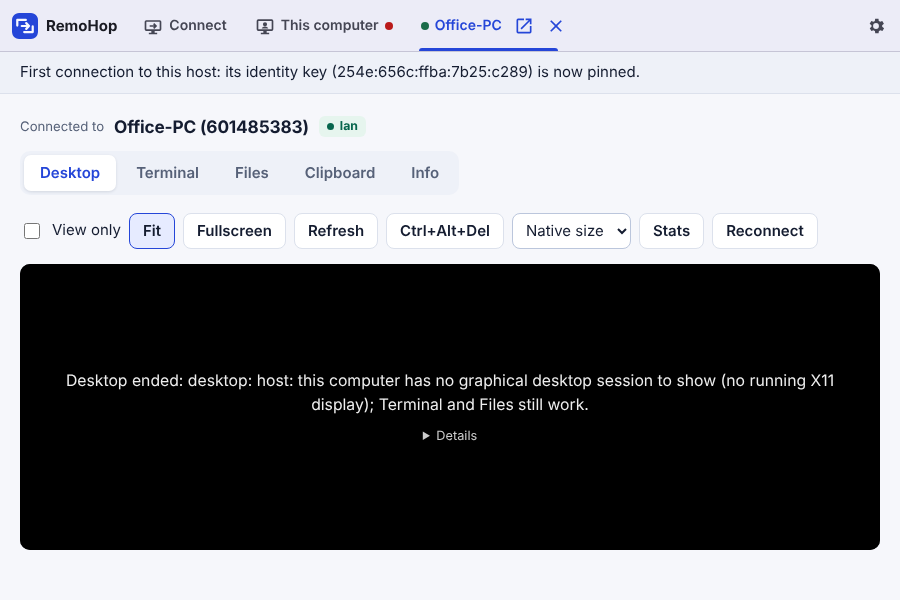 RemoHop
Connect
This computer
Office-PC
First connection to this host: its identity key (254e:656c:ffba:7b25:c289) is now pinned.
Connected to Office-PC (601485383) lan
Desktop Terminal Files Clipboard Info
View only Fit Fullscreen Refresh Ctrl+Alt+Del Native size Stats Reconnect
Desktop ended: desktop: host: this computer has no graphical desktop session to show (no running X11
display); Terminal and Files still work.
Details